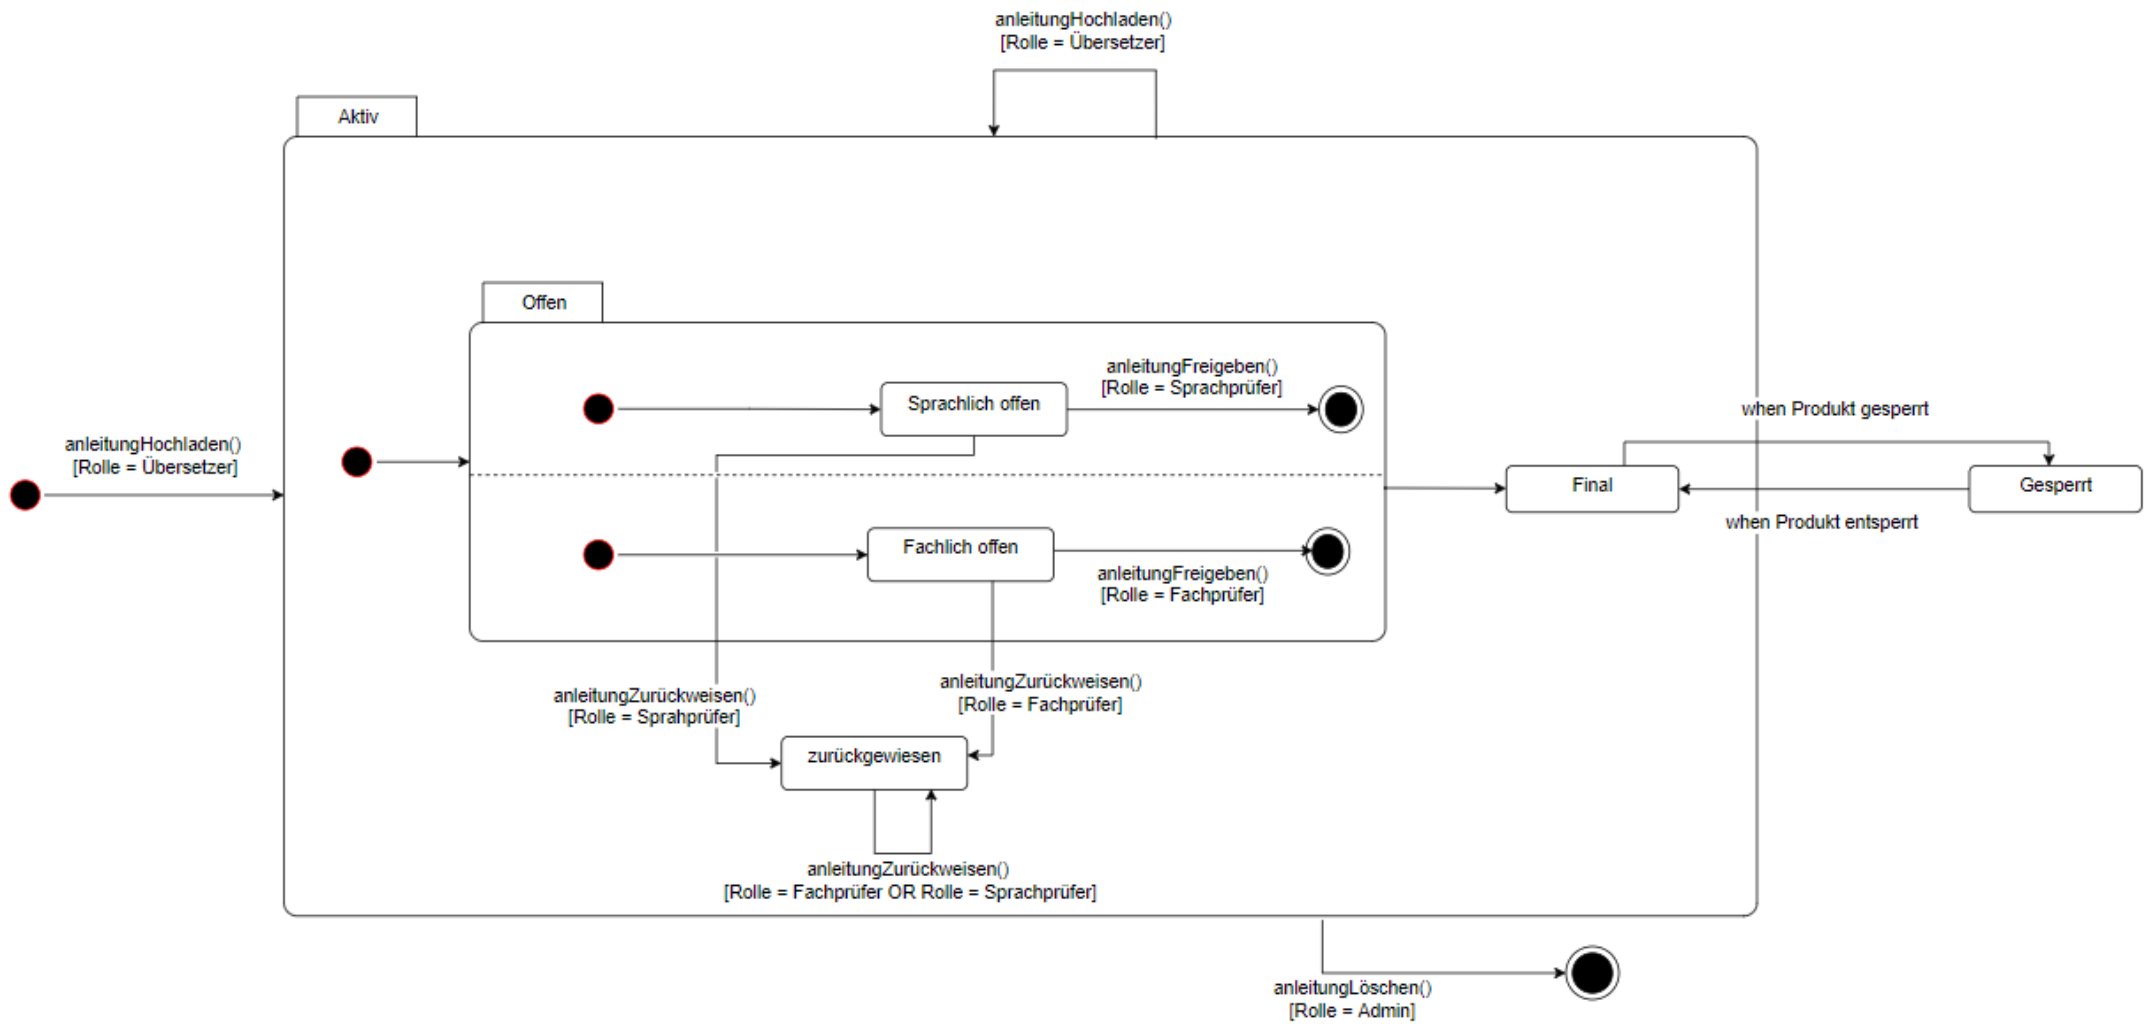 anleitungHochladen()
[Rolle = Übersetzer]
Aktiv
Offen
anleitungFreigeben()
[Rolle = Sprachprüfer]
Sprachlich offen
when Produkt gesperrt
anleitungHochladen()
[Rolle = Übersetzer]
Final
Gesperrt
when Produkt entsperrt
Fachlich offen
anleitungFreigeben()
[Rolle = Fachprüfer]
anleitungZurückweisen()
[Rolle = Sprahprüfer]
anleitungZurückweisen()
[Rolle = Fachprüfer]
zurückgewiesen
anleitungZurückweisen()
[Rolle = Fachprüfer OR Rolle = Sprachprüfer]
anleitungLöschen()
[Rolle = Admin]